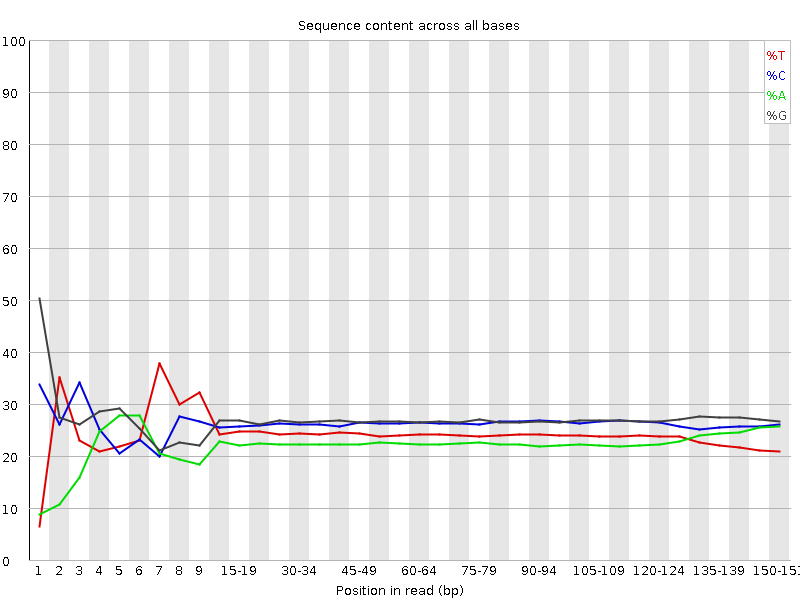 Sequence content across all bases
100
90
80
70
60
50
40
30
20
10
0
%T
%C
%A
%G
1 2 3 4 5 6 7 8 9 15-19 30-34 45-49 60-64 75-79 90-94 105-109 120-124 135-139 150-151
Position in read (bp)